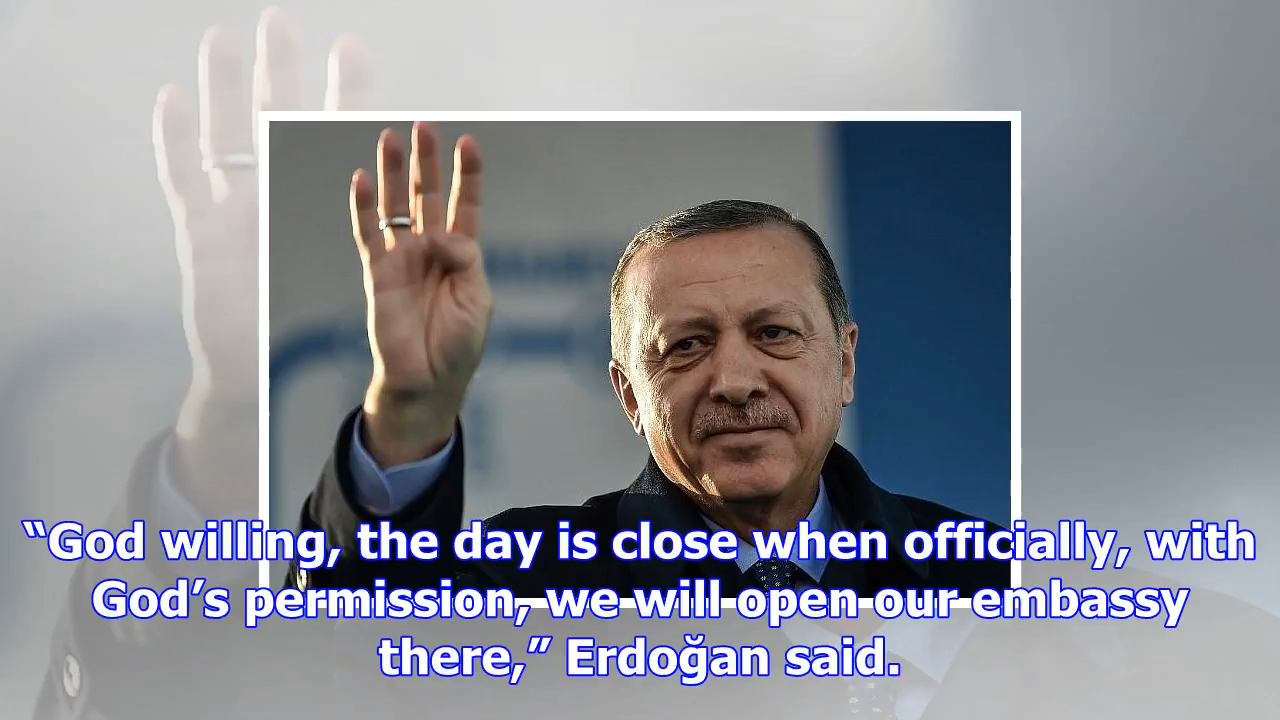 “God willing, the day is close when officially, with
God’s permission, we will open our embassy
there,” Erdoğan said.